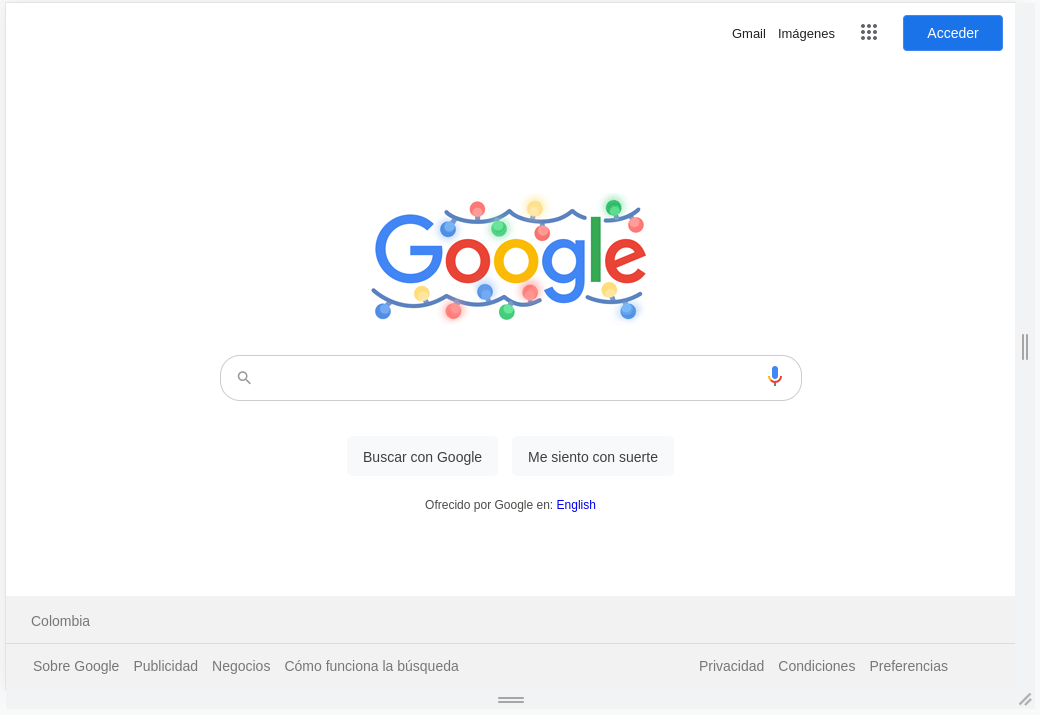 Gmail Imágenes Acceder
Google
Buscar con Google Me siento con suerte
Ofrecido por Google en: English
Colombia
Sobre Google Publicidad Negocios Cómo funciona la búsqueda Privacidad Condiciones Preferencias